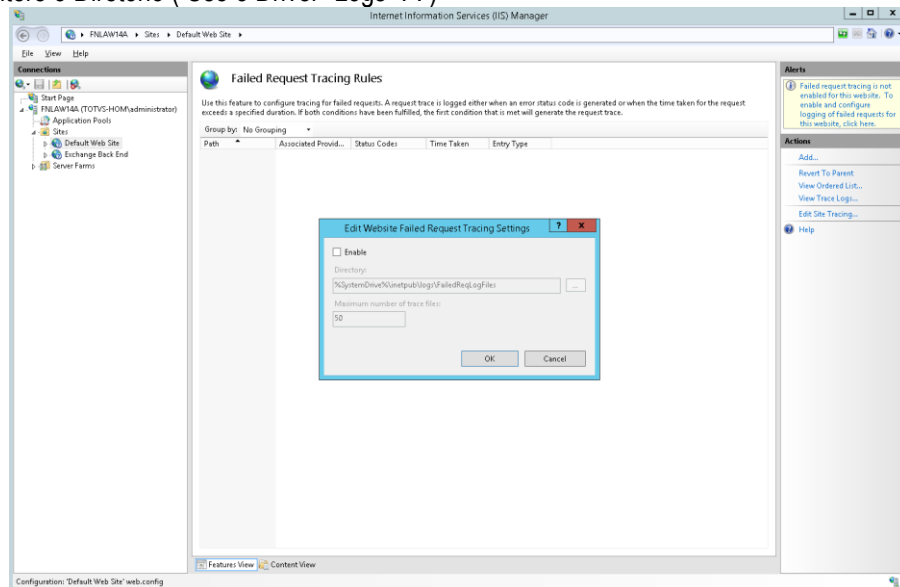 Internet Information Services (IIS) Manager
FNLAW14A ▸ Sites ▸ Default Web Site ▸
File View Help
Connections
Start Page
FNLAW14A (TOTVS-HOM\administrator)
Application Pools
Sites
Default Web Site
Exchange Back End
Server Farms
Failed Request Tracing Rules
Use this feature to configure tracing for failed requests. A request trace is logged either when an error status code is generated or when the time taken for the request
exceeds a specified duration. If both conditions have been fulfilled, the first condition that is met will generate the request trace.
Group by: No Grouping
Path Associated Provid... Status Codes Time Taken Entry Type
Edit Website Failed Request Tracing Settings
Enable
Directory:
%SystemDrive%\inetpub\logs\FailedReqLogFiles
...
Maximum number of trace files:
50
OK Cancel
Alerts
Failed request tracing is not
enabled for this website. To
enable and configure
logging of failed requests for
this website, click here.
Actions
Add...
Revert To Parent
View Ordered List...
View Trace Logs...
Edit Site Tracing...
Help
Features View Content View
Configuration: 'Default Web Site' web.config